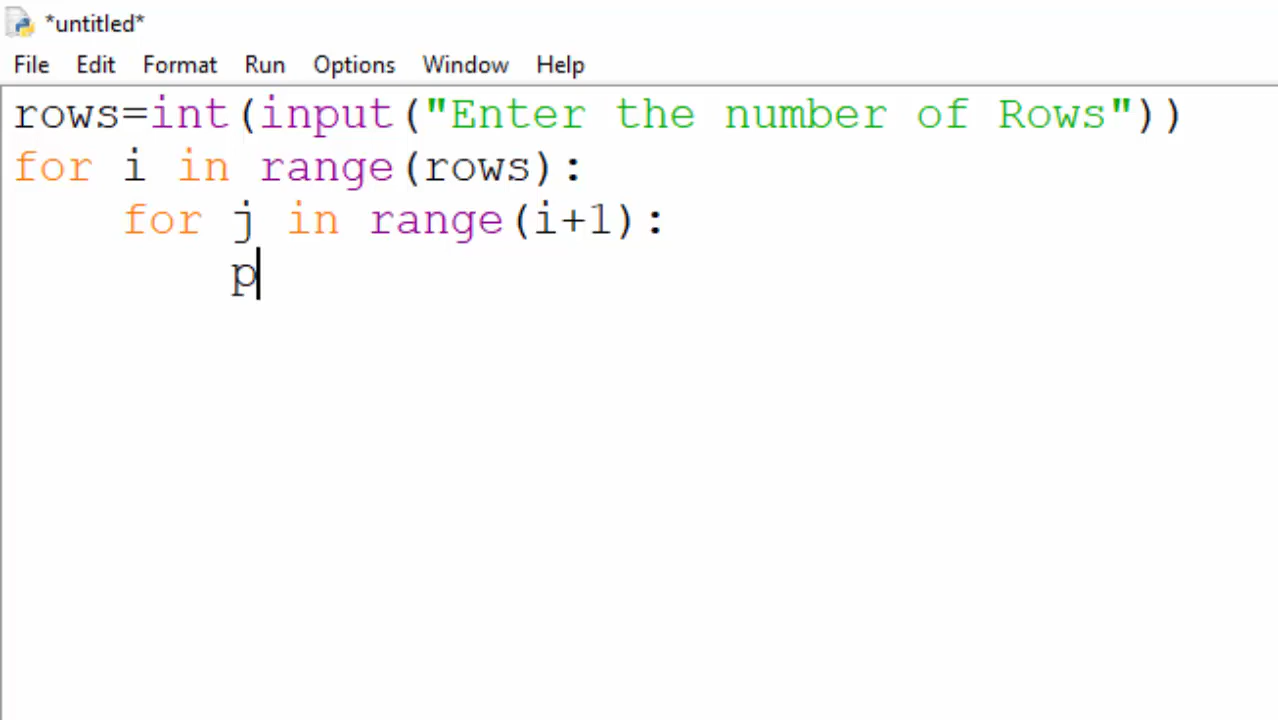 *untitled*
File Edit Format Run Options Window Help
rows=int(input("Enter the number of Rows"))
for i in range(rows):
    for j in range(i+1):
        p